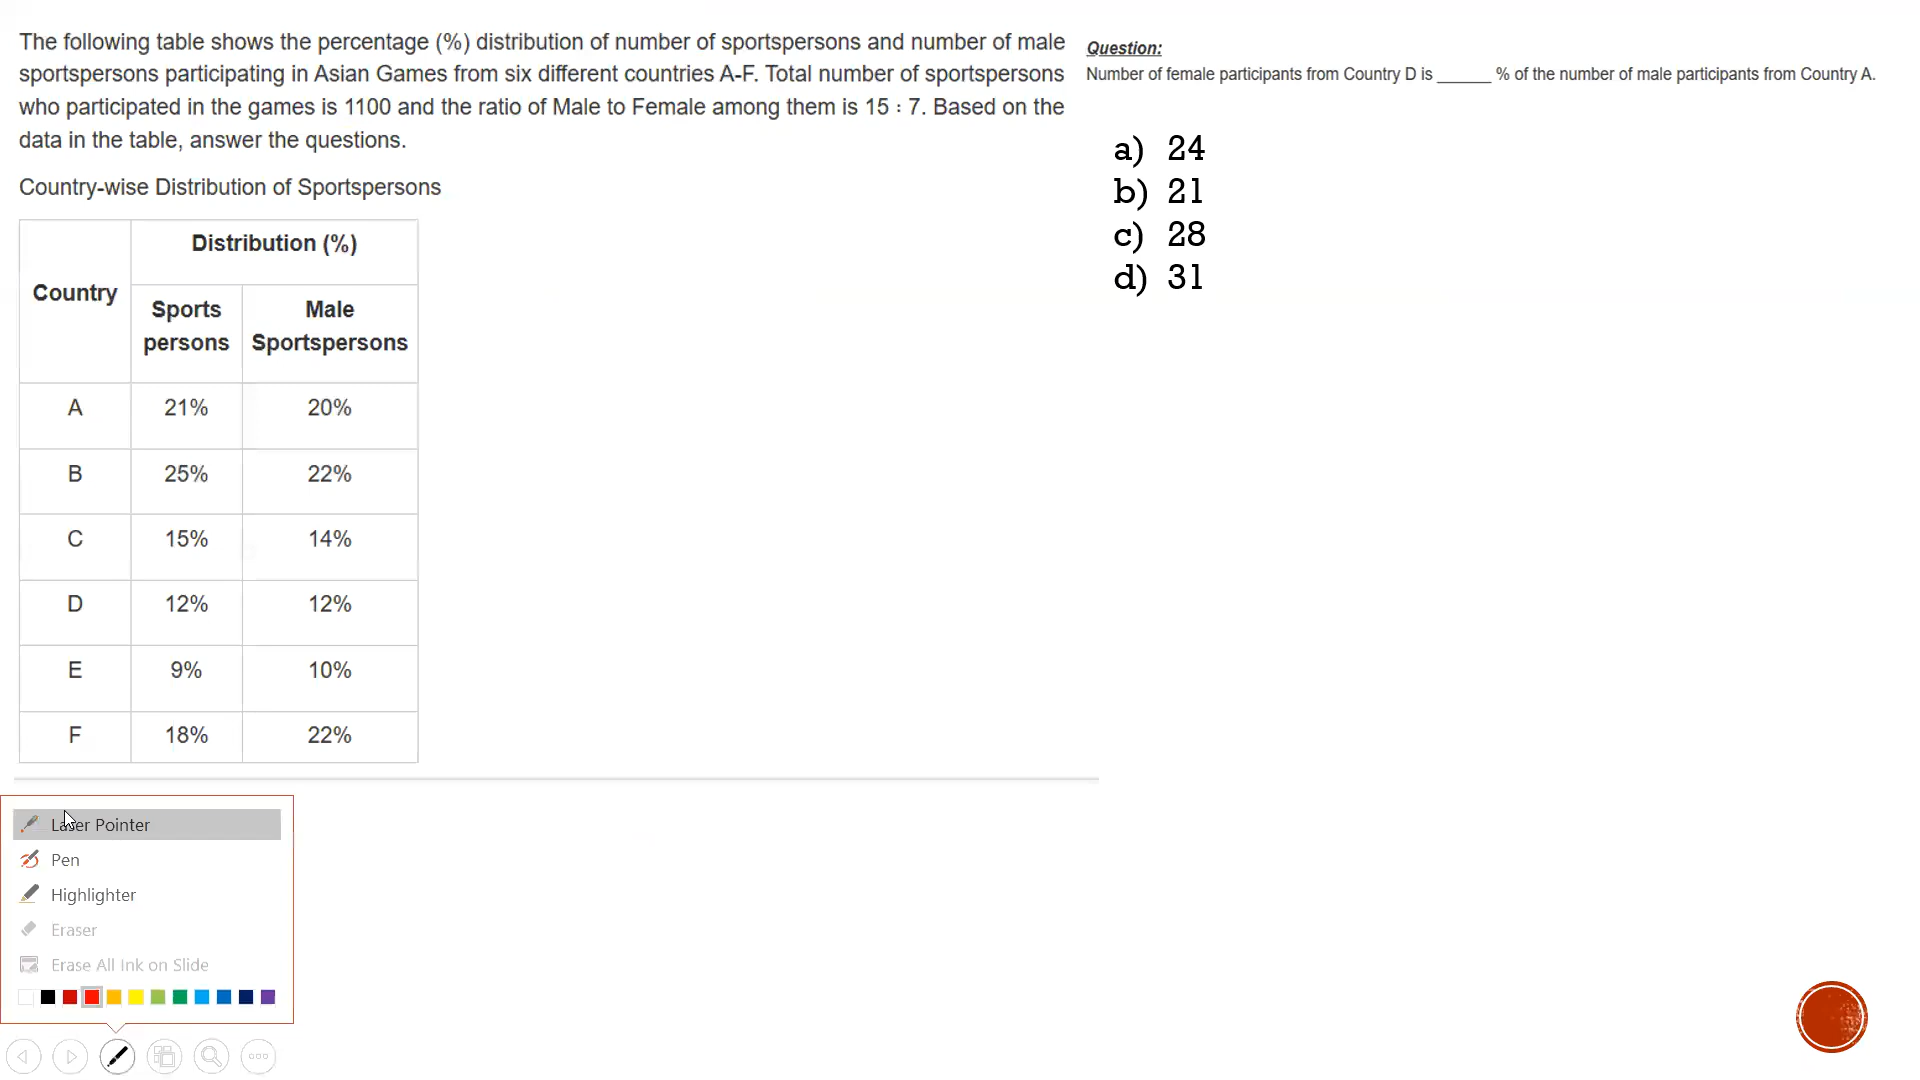 The following table shows the percentage (%) distribution of number of sportspersons and number of male
sportspersons participating in Asian Games from six different countries A-F. Total number of sportspersons
who participated in the games is 1100 and the ratio of Male to Female among them is 15 : 7. Based on the
data in the table, answer the questions.
Country-wise Distribution of Sportspersons
Country
Distribution (%)
Sports
persons
Male
Sportspersons
A 21% 20%
B 25% 22%
C 15% 14%
D 12% 12%
E 9% 10%
F 18% 22%
Question:
Number of female participants from Country D is ______ % of the number of male participants from Country A.
a) 24
b) 21
c) 28
d) 31
Laser Pointer
Pen
Highlighter
Eraser
Erase All Ink on Slide